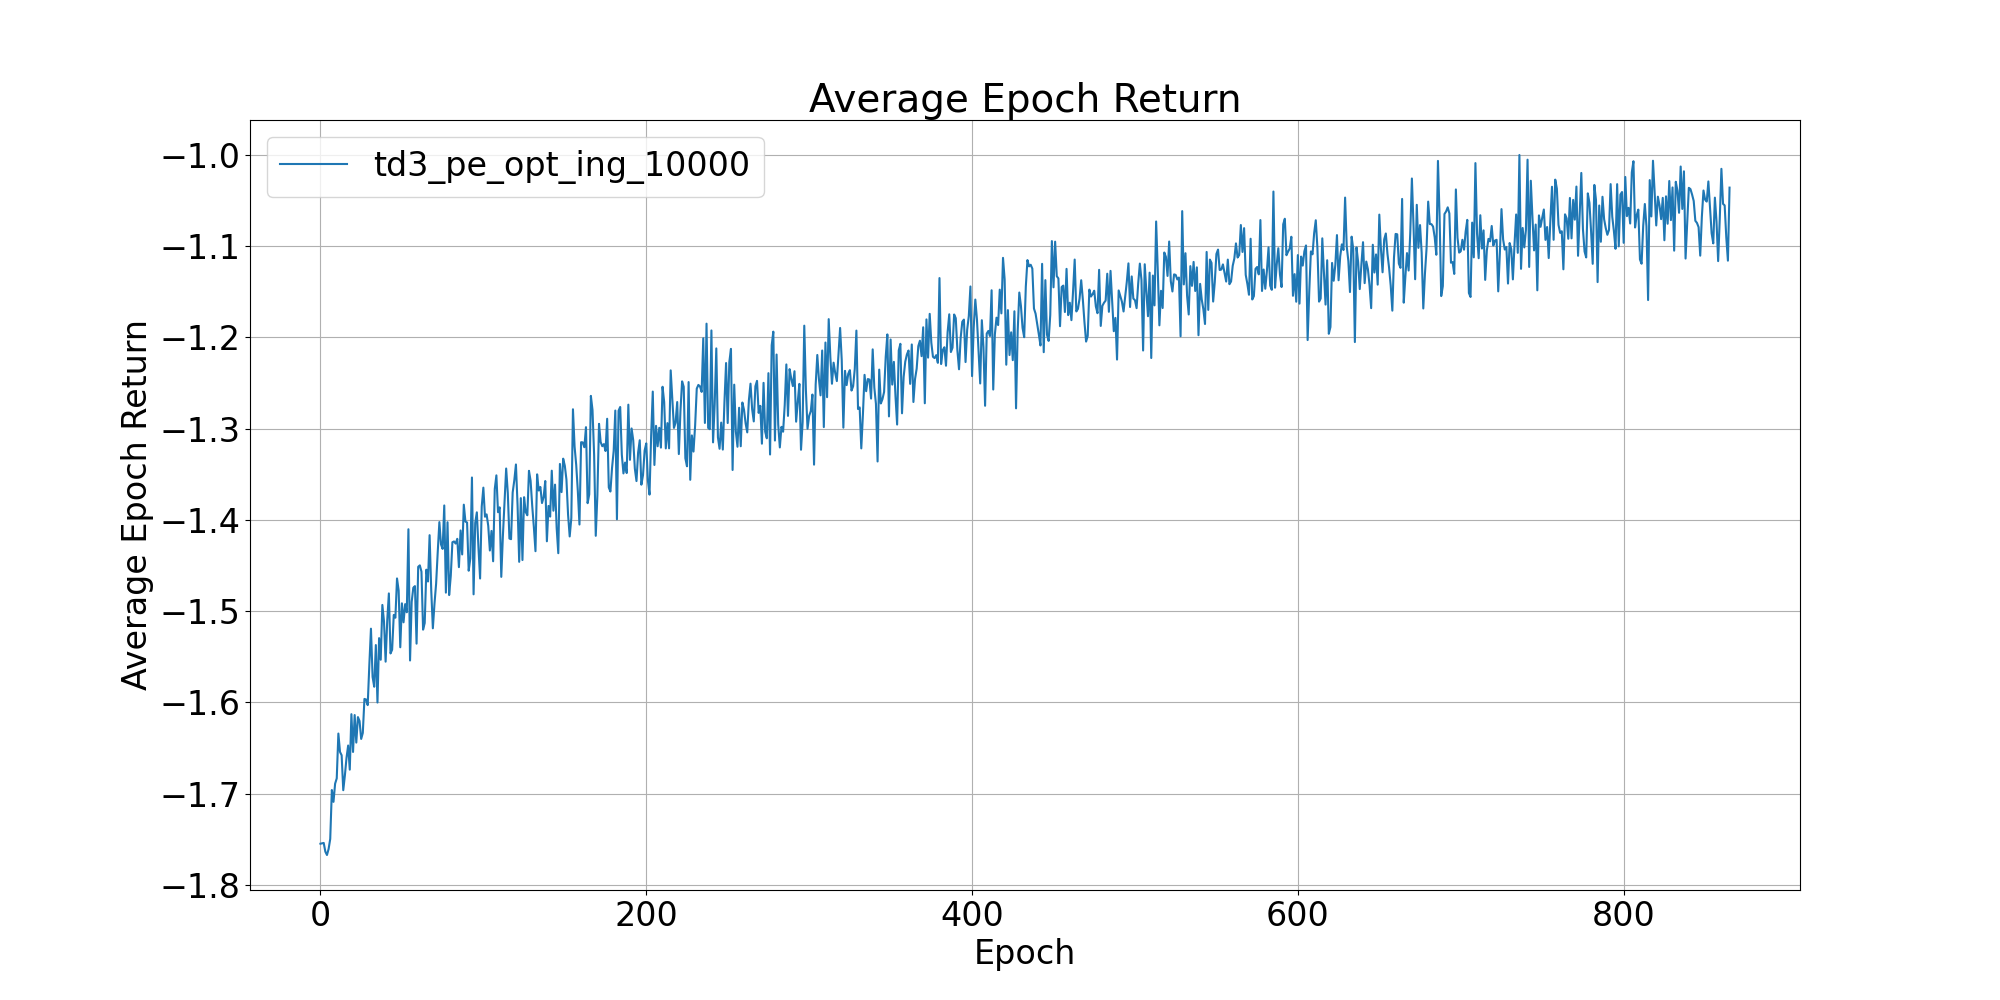 Average Epoch Return
td3_pe_opt_ing_10000
Average Epoch Return
−1.0
−1.1
−1.2
−1.3
−1.4
−1.5
−1.6
−1.7
−1.8
0 200 400 600 800
Epoch